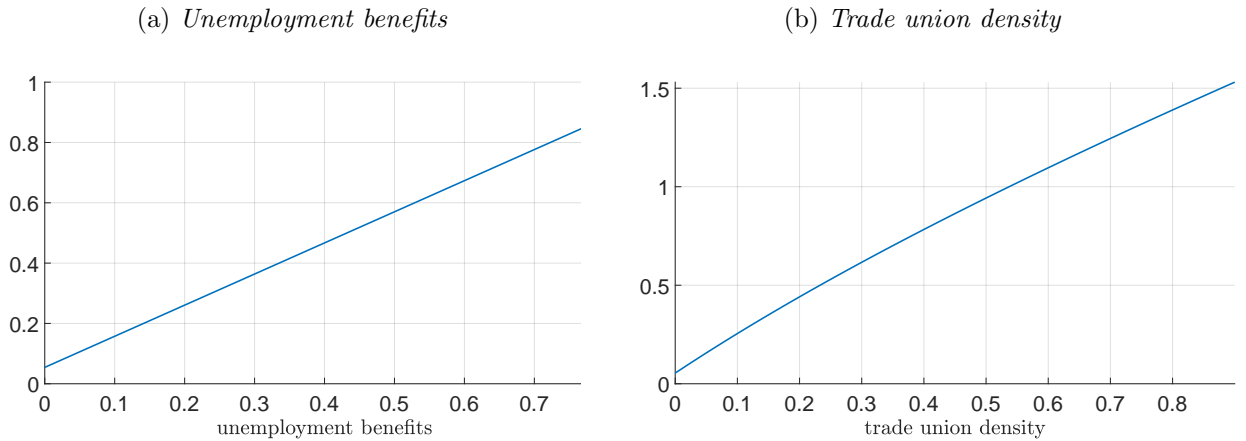 (a) Unemployment benefits
1
0.8
0.6
0.4
0.2
0
0 0.1 0.2 0.3 0.4 0.5 0.6 0.7
unemployment benefits
(b) Trade union density
1.5
1
0.5
0
0 0.1 0.2 0.3 0.4 0.5 0.6 0.7 0.8
trade union density